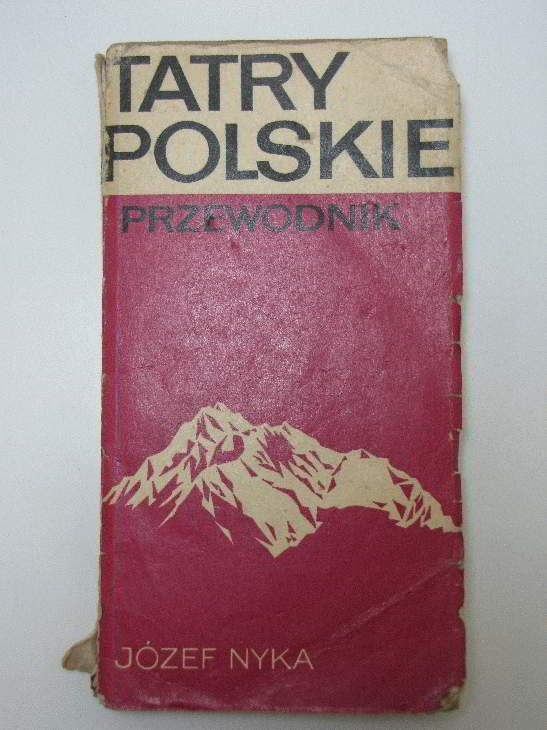 TATRY
POLSKIE
PRZEWODNIK
JÓZEF NYKA